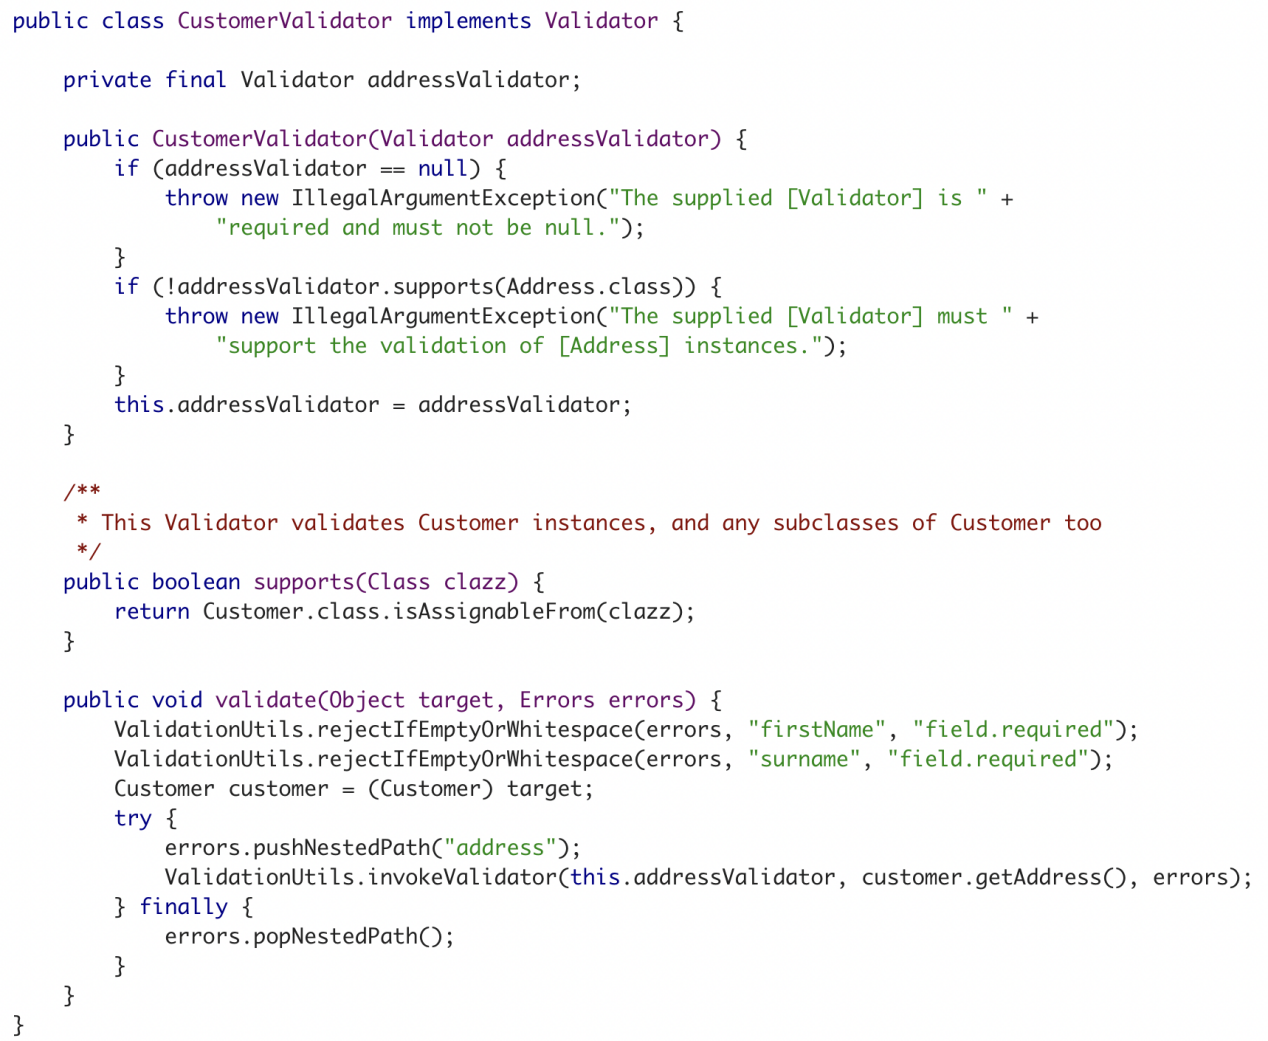 public class CustomerValidator implements Validator {

    private final Validator addressValidator;

    public CustomerValidator(Validator addressValidator) {
        if (addressValidator == null) {
            throw new IllegalArgumentException("The supplied [Validator] is " +
                "required and must not be null.");
        }
        if (!addressValidator.supports(Address.class)) {
            throw new IllegalArgumentException("The supplied [Validator] must " +
                "support the validation of [Address] instances.");
        }
        this.addressValidator = addressValidator;
    }

    /**
     * This Validator validates Customer instances, and any subclasses of Customer too
     */
    public boolean supports(Class clazz) {
        return Customer.class.isAssignableFrom(clazz);
    }

    public void validate(Object target, Errors errors) {
        ValidationUtils.rejectIfEmptyOrWhitespace(errors, "firstName", "field.required");
        ValidationUtils.rejectIfEmptyOrWhitespace(errors, "surname", "field.required");
        Customer customer = (Customer) target;
        try {
            errors.pushNestedPath("address");
            ValidationUtils.invokeValidator(this.addressValidator, customer.getAddress(), errors);
        } finally {
            errors.popNestedPath();
        }
    }
}